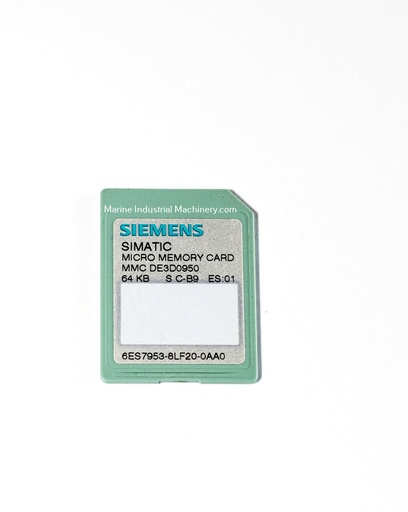 Marine-Industrial Machinery.com
SIEMENS
SIMATIC
MICRO MEMORY CARD
MMC DE3D0950
64 KB S C-B9 ES:01
6ES7953-8LF20-0AA0